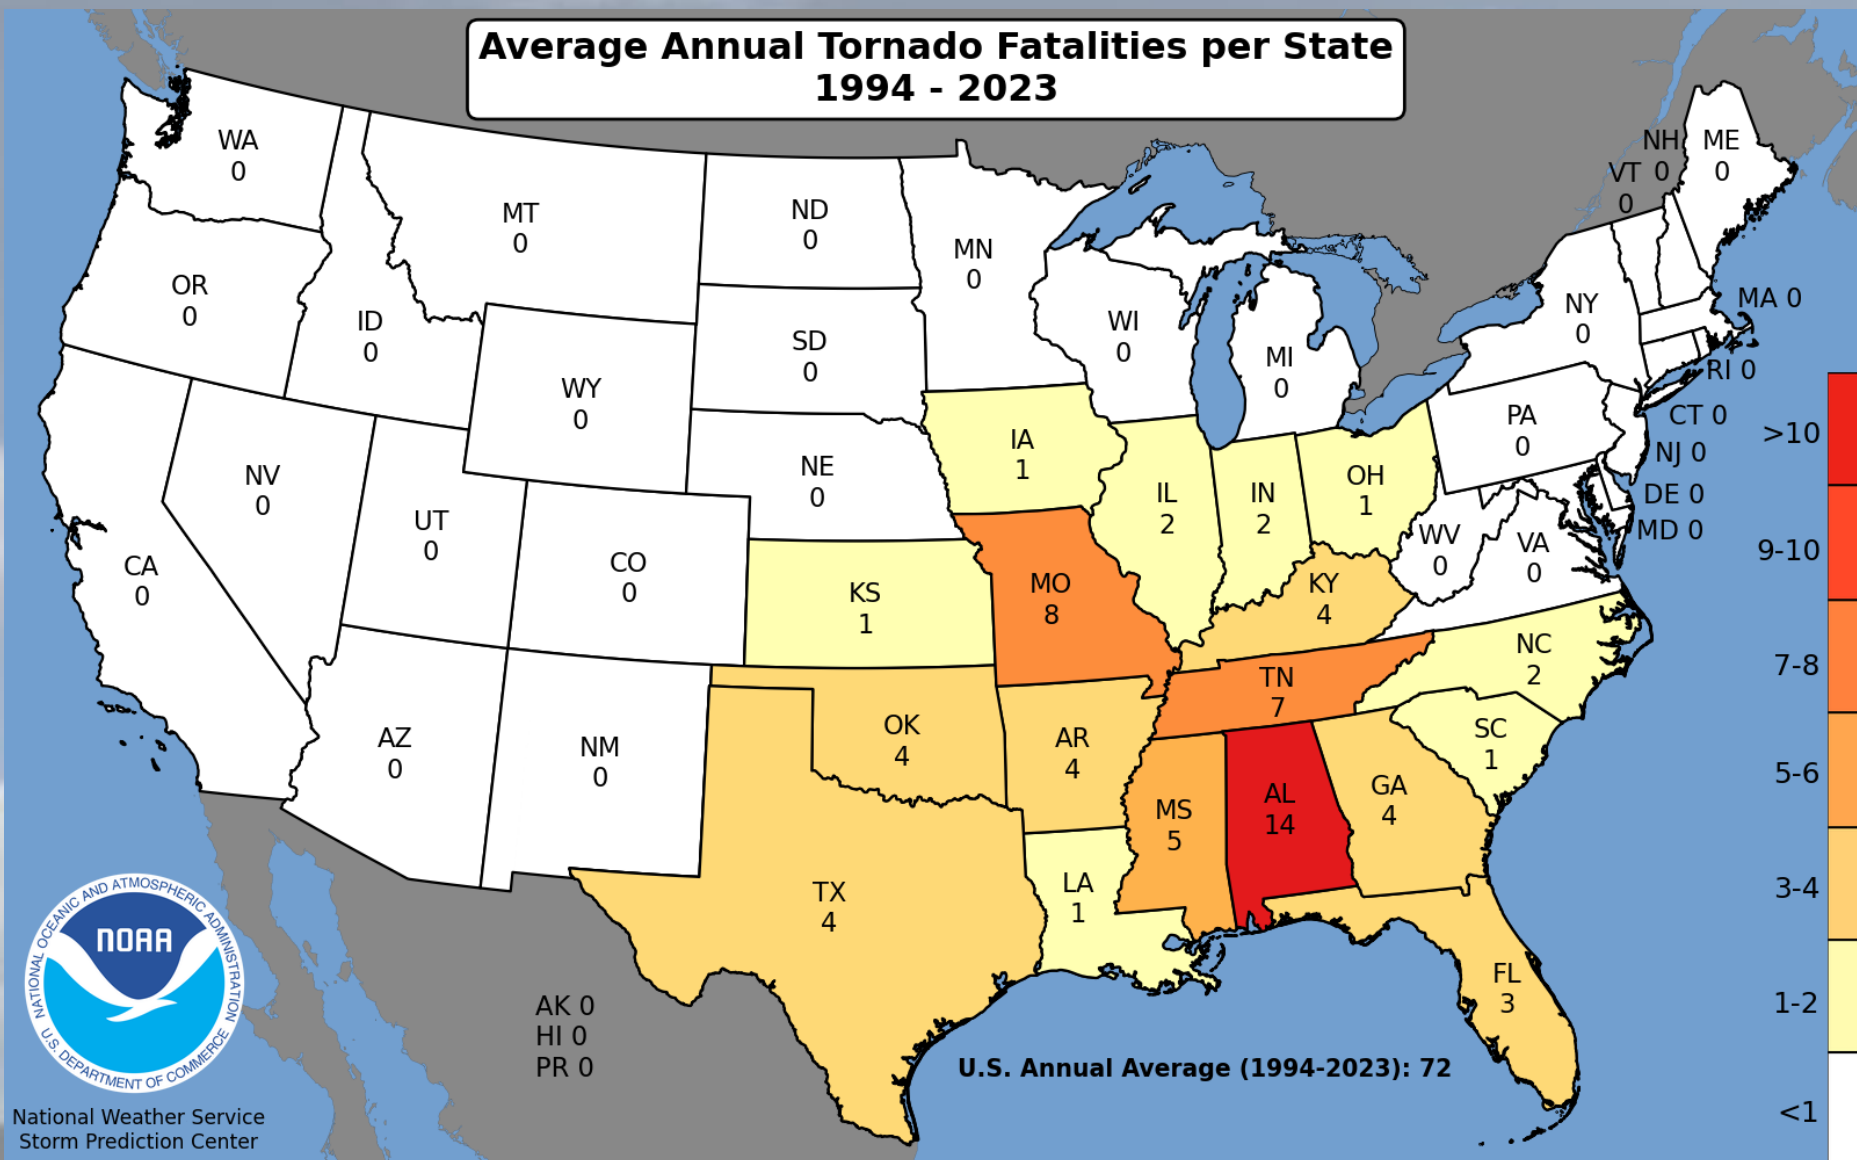 Average Annual Tornado Fatalities per State
1994 - 2023
WA
0
OR
0
CA
0
ID
0
NV
0
MT
0
WY
0
UT
0
AZ
0
CO
0
NM
0
ND
0
SD
0
NE
0
KS
1
OK
4
TX
4
MN
0
IA
1
MO
8
AR
4
LA
1
WI
0
IL
2
MI
0
IN
2
OH
1
KY
4
TN
7
MS
5
AL
14
GA
4
FL
3
SC
1
NC
2
VA
0
WV
0
PA
0
NY
0
VT
0
NH
0
ME
0
MA 0
RI 0
CT 0
NJ 0
DE 0
MD 0
AK 0
HI 0
PR 0
U.S. Annual Average (1994-2023): 72
>10
9-10
7-8
5-6
3-4
1-2
<1
NATIONAL OCEANIC AND ATMOSPHERIC ADMINISTRATION
NOAA
U.S. DEPARTMENT OF COMMERCE
National Weather Service
Storm Prediction Center